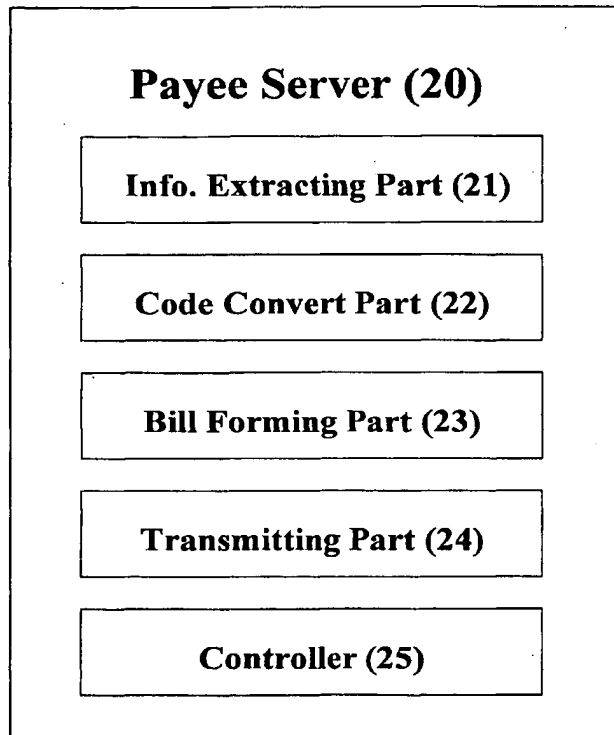 Payee Server (20)
Info. Extracting Part (21)
Code Convert Part (22)
Bill Forming Part (23)
Transmitting Part (24)
Controller (25)